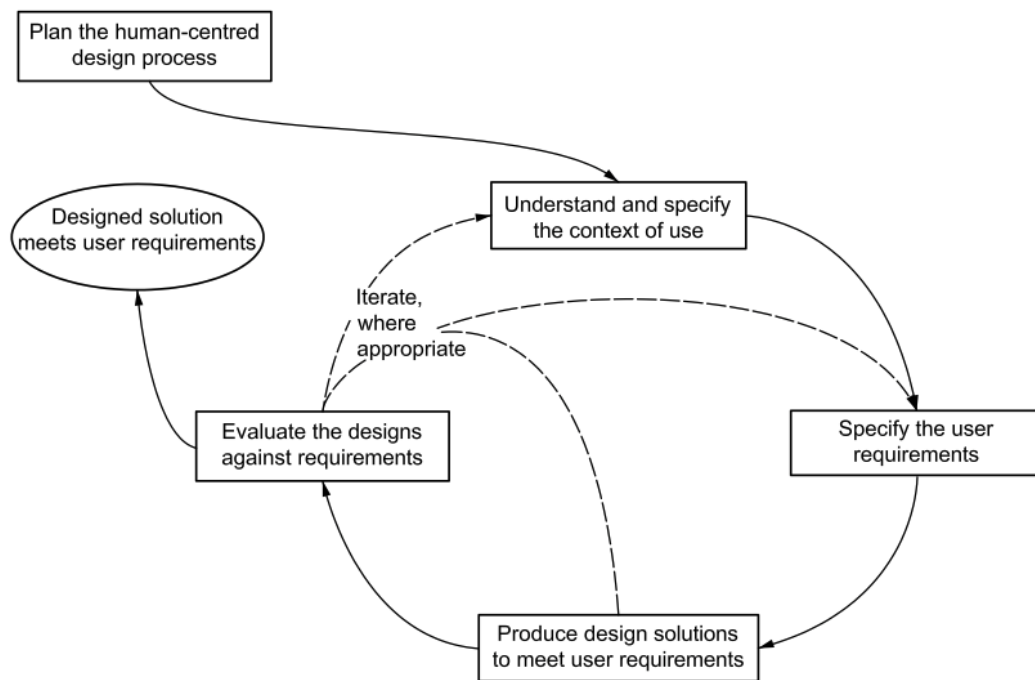 Plan the human-centred
design process
Understand and specify
the context of use
Designed solution
meets user requirements
Iterate,
where
appropriate
Evaluate the designs
against requirements
Specify the user
requirements
Produce design solutions
to meet user requirements